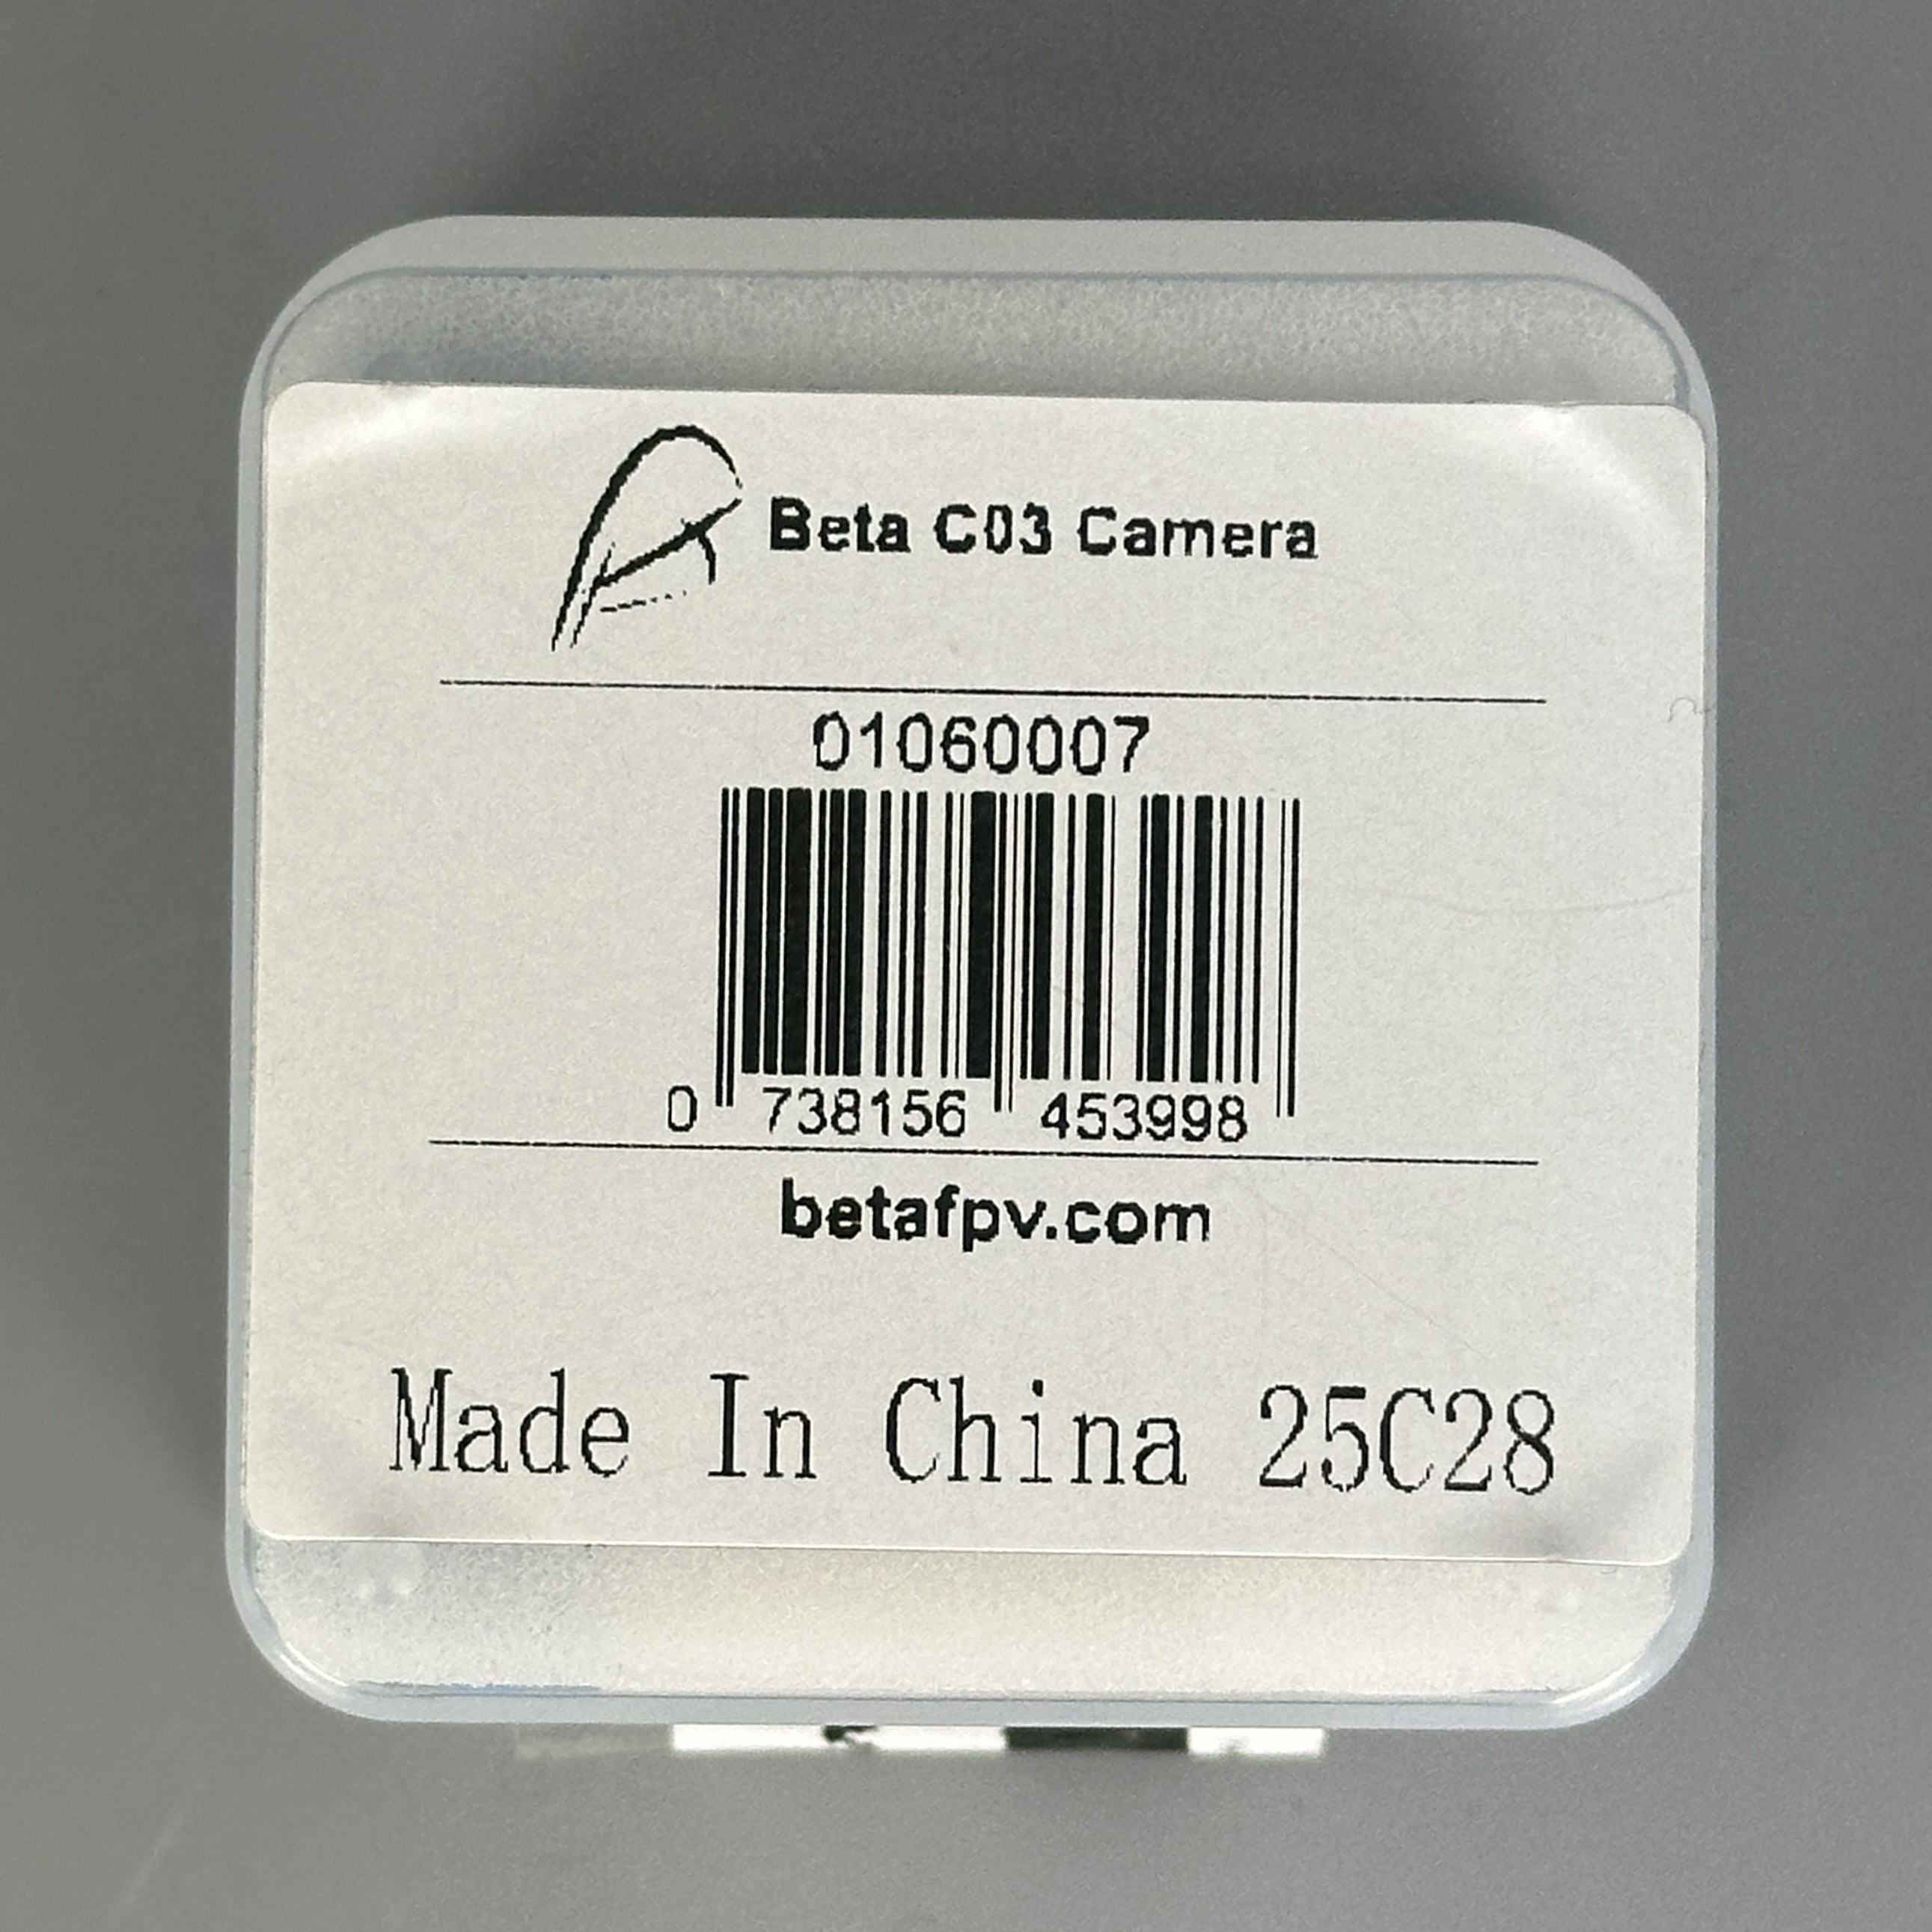 Beta C03 Camera
01060007
0 738156 453998
betafpv.com
Made In China 25C28